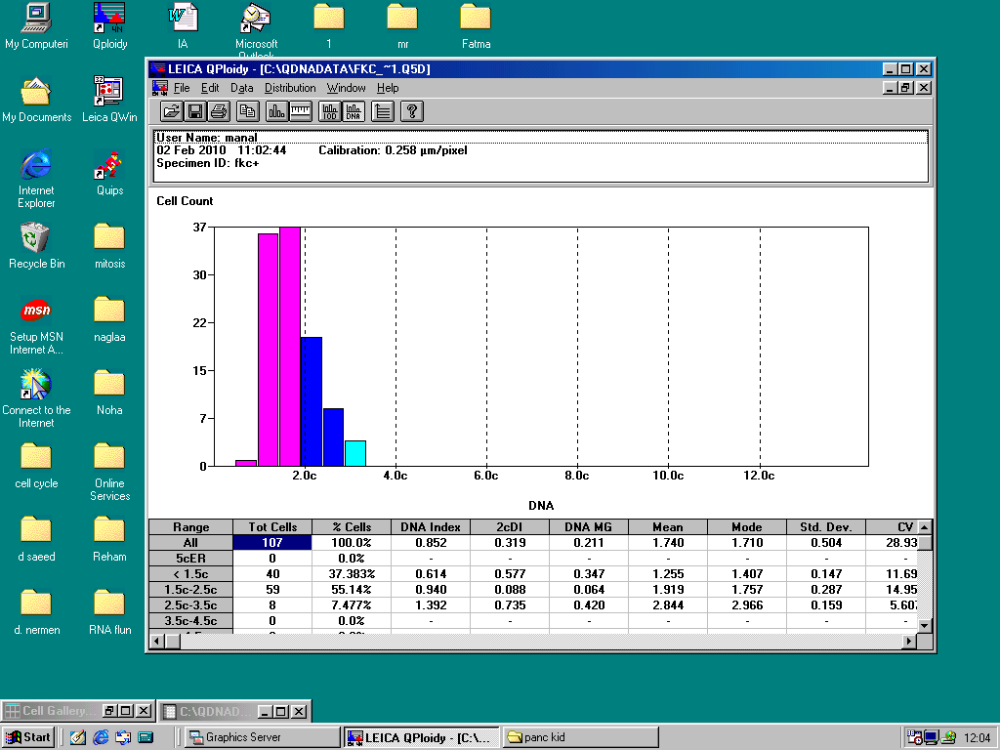 My Computeri
Qploidy
IA
Microsoft
Outlook
1
mr
Fatma
My Documents
Leica QWin
Internet
Explorer
Quips
Recycle Bin
mitosis
msn
Setup MSN
Internet A...
naglaa
Connect to the
Internet
Noha
cell cycle
Online
Services
d saeed
Reham
d. nermen
RNA flun
LEICA QPloidy - [C:\QDNADATA\FKC_~1.Q5D]
File Edit Data Distribution Window Help
User Name: manal
02 Feb 2010 11:02:44 Calibration: 0.258 µm/pixel
Specimen ID: fkc+
Cell Count
37
30
22
15
7
0
2.0c 4.0c 6.0c 8.0c 10.0c 12.0c
DNA
Range Tot Cells % Cells DNA Index 2cDI DNA MG Mean Mode Std. Dev. CV
All 107 100.0% 0.852 0.319 0.211 1.740 1.710 0.504 28.93
5cER 0 0.0% - - - - - - -
< 1.5c 40 37.383% 0.614 0.577 0.347 1.255 1.407 0.147 11.69
1.5c-2.5c 59 55.14% 0.940 0.088 0.064 1.919 1.757 0.287 14.95
2.5c-3.5c 8 7.477% 1.392 0.735 0.420 2.844 2.966 0.159 5.60
3.5c-4.5c 0 0.0% - - - - - - -
Cell Gallery...
C:\QDNAD...
Start
Graphics Server
LEICA QPloidy - [C:\...
panc kid
12:04